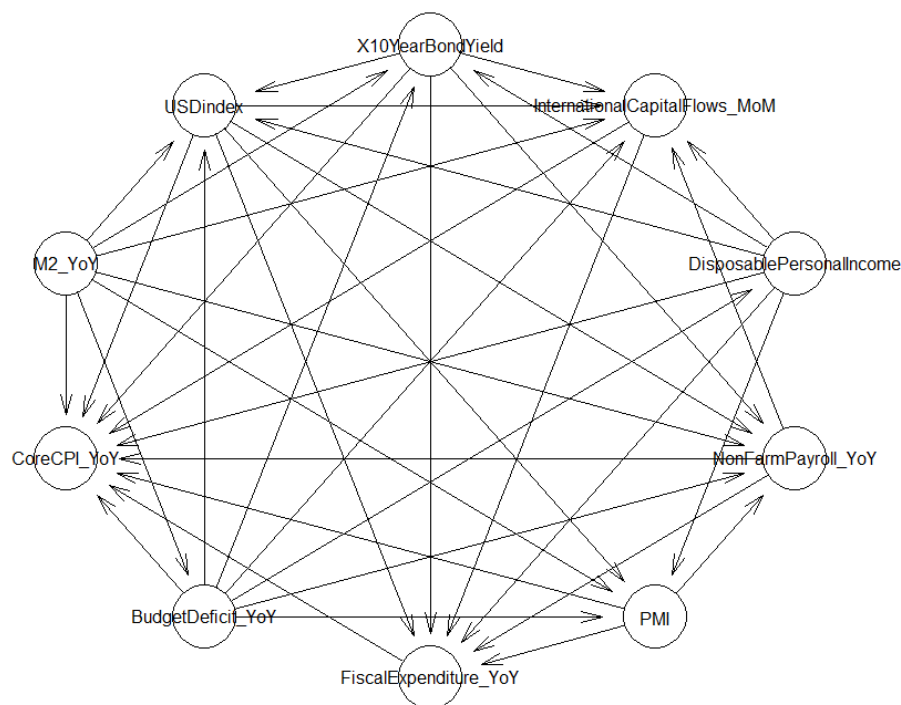 X10YearBondYield
USDindex
InternationalCapitalFlows_MoM
M2_YoY
DisposablePersonalIncome
CoreCPI_YoY
NonFarmPayroll_YoY
BudgetDeficit_YoY
PMI
FiscalExpenditure_YoY